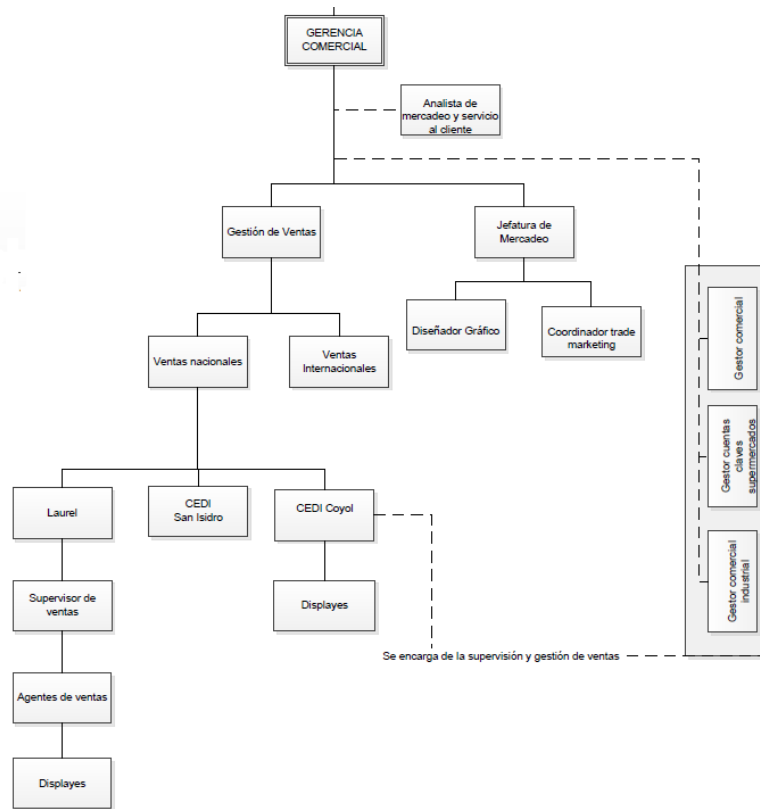 GERENCIA
COMERCIAL
Analista de
mercadeo y servicio
al cliente
Gestión de Ventas
Jefatura de
Mercadeo
Diseñador Gráfico
Coordinador trade
marketing
Gestor comercial
Ventas nacionales
Ventas
Internacionales
Gestor cuentas
claves
supermercados
Laurel
CEDI
San Isidro
CEDI Coyol
Gestor comercial
industrial
Supervisor de
ventas
Displayes
Se encarga de la supervisión y gestión de ventas
Agentes de ventas
Displayes